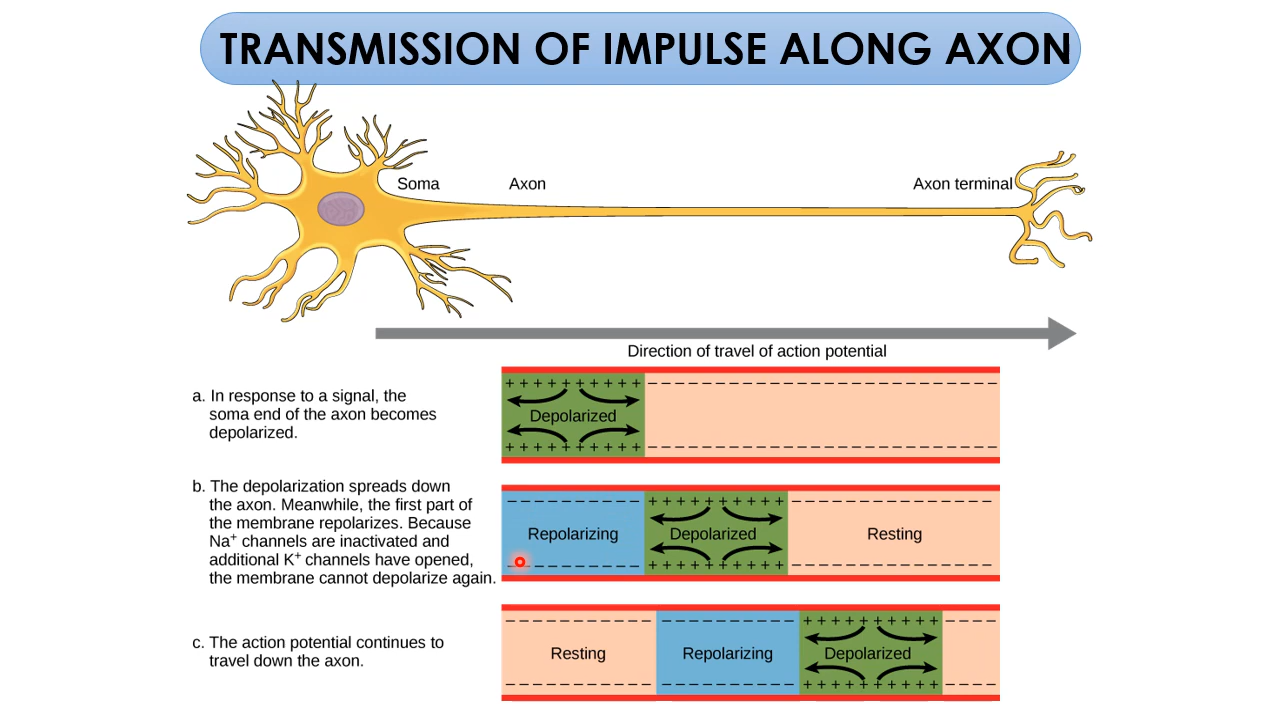 TRANSMISSION OF IMPULSE ALONG AXON
Soma
Axon
Axon terminal
Direction of travel of action potential
a. In response to a signal, the
soma end of the axon becomes
depolarized.
+ + + + + + + + + +
Depolarized
+ + + + + + + + + +
b. The depolarization spreads down
the axon. Meanwhile, the first part of
the membrane repolarizes. Because
Na⁺ channels are inactivated and
additional K⁺ channels have opened,
the membrane cannot depolarize again.
Repolarizing
+ + + + + + + + + +
Depolarized
+ + + + + + + + + +
Resting
c. The action potential continues to
travel down the axon.
Resting
Repolarizing
+ + + + + + + + + +
Depolarized
+ + + + + + + + + +